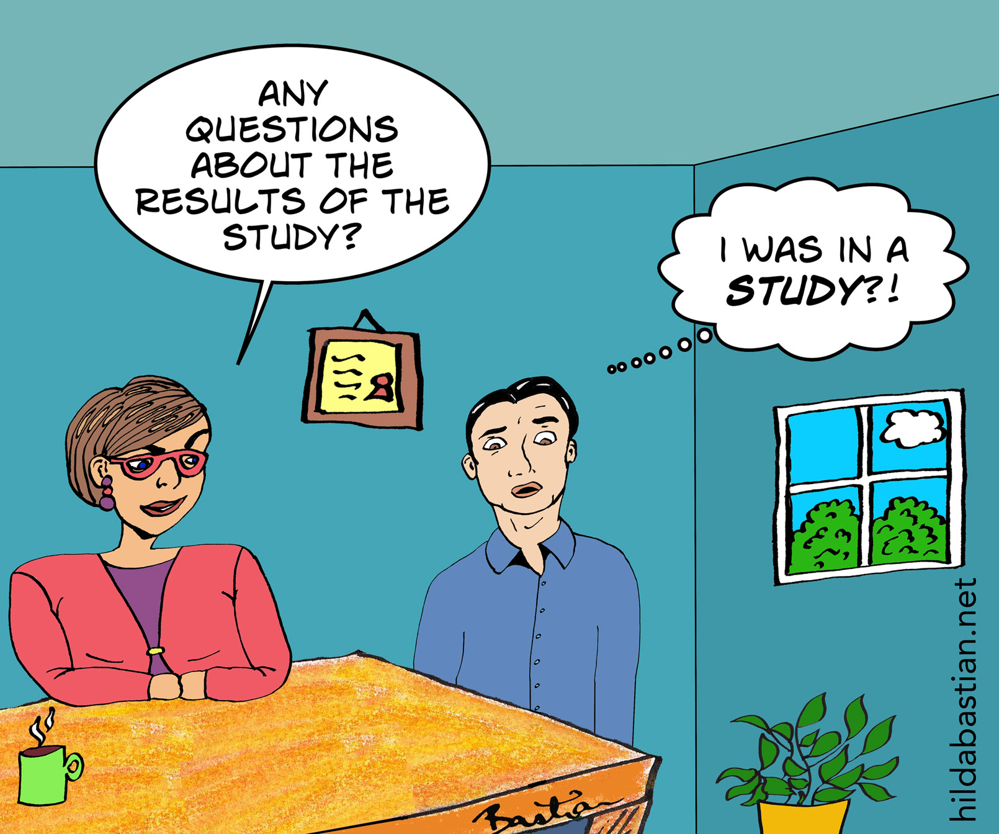 ANY
QUESTIONS
ABOUT THE
RESULTS OF THE
STUDY?
I WAS IN A
STUDY?!
hildabastian.net
Bastian